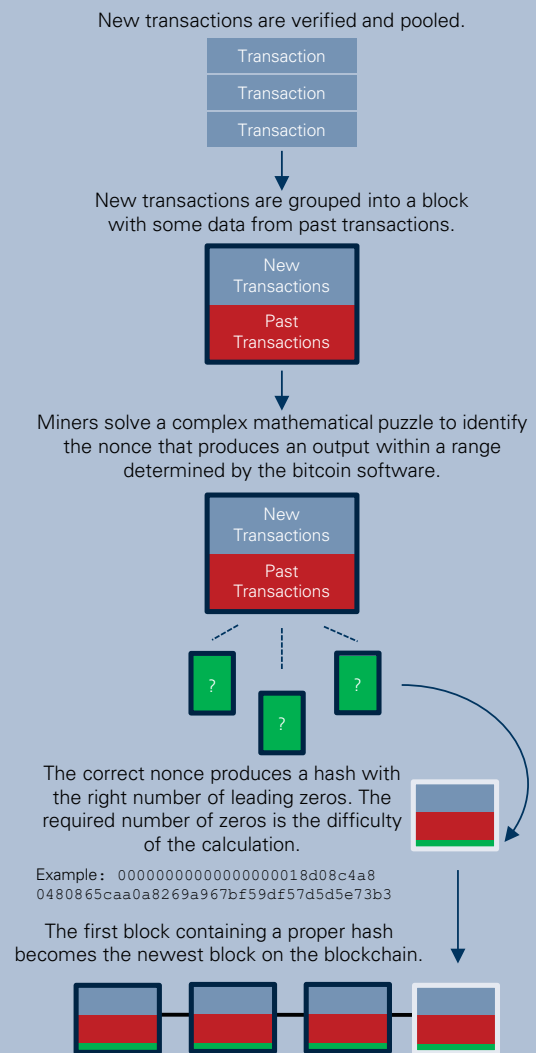 New transactions are verified and pooled.
Transaction
Transaction
Transaction
New transactions are grouped into a block
with some data from past transactions.
New
Transactions
Past
Transactions
Miners solve a complex mathematical puzzle to identify
the nonce that produces an output within a range
determined by the bitcoin software.
New
Transactions
Past
Transactions
?
?
?
The correct nonce produces a hash with
the right number of leading zeros. The
required number of zeros is the difficulty
of the calculation.
Example: 00000000000000000018d08c4a8
0480865caa0a8269a967bf59df57d5d5e73b3
The first block containing a proper hash
becomes the newest block on the blockchain.